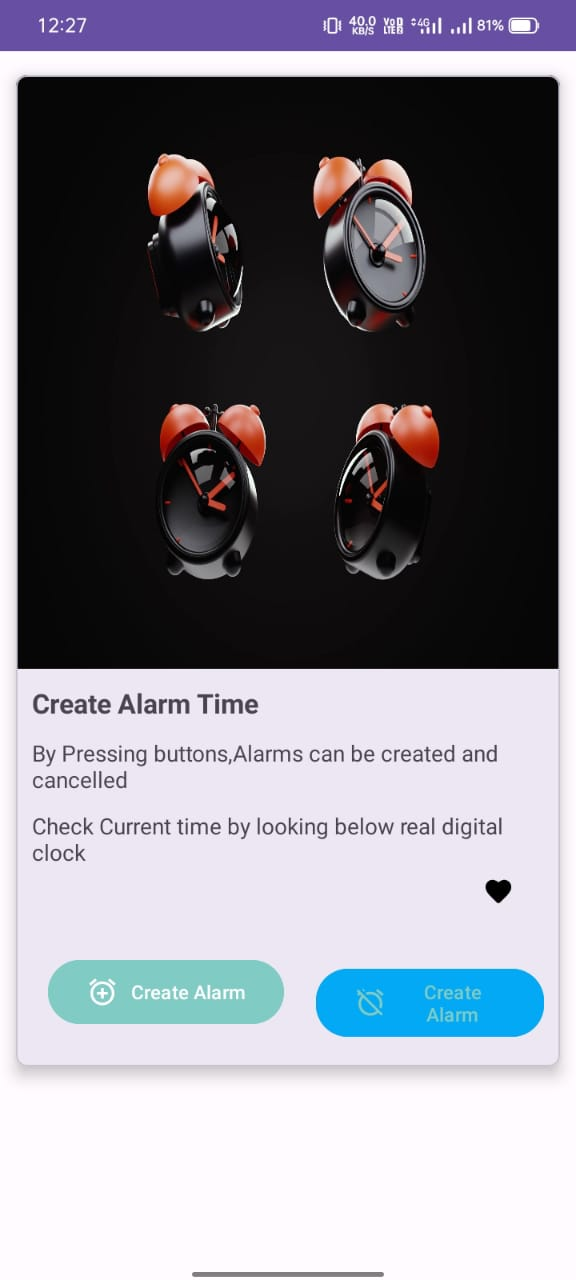 12:27 40.0 KB/S Vo LTE 4G 81%
Create Alarm Time
By Pressing buttons,Alarms can be created and
cancelled
Check Current time by looking below real digital
clock
Create Alarm
Create
Alarm